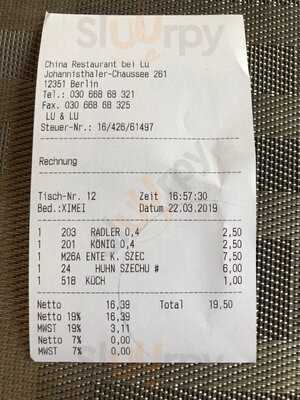 slurrpy
China Restaurant bei Lu
Johannisthaler-Chaussee 261
12351 Berlin
Tel.: 030 668 68 321
Fax. 030 668 68 325
LU & LU
Steuer-Nr.: 16/426/61497
Rechnung
Tisch-Nr. 12 Zeit 16:57:30
Bed.:XIMEI Datum 22.03.2019
1 203 RADLER 0,4 2,50
1 201 KÖNIG 0,4 2,50
1 M26A ENTE K. SZEC 7,50
1 24 HUHN SZECHU # 6,00
1 518 KÜCH 1,00
Netto 16,39 Total 19,50
Netto 19% 16,39
MWST 19% 3,11
Netto 7% 0,00
MWST 7% 0,00